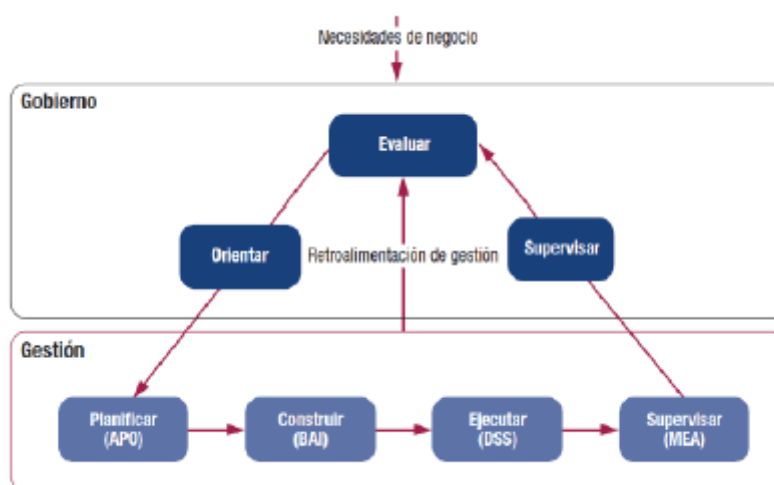 Necesidades de negocio
Gobierno
Evaluar
Orientar
Retroalimentación de gestión
Supervisar
Gestión
Planificar
(APO)
Construir
(BAI)
Ejecutar
(DSS)
Supervisar
(MEA)